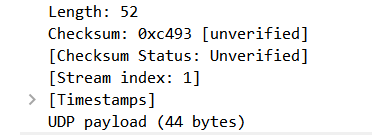 Length: 52
Checksum: 0xc493 [unverified]
[Checksum Status: Unverified]
[Stream index: 1]
[Timestamps]
UDP payload (44 bytes)